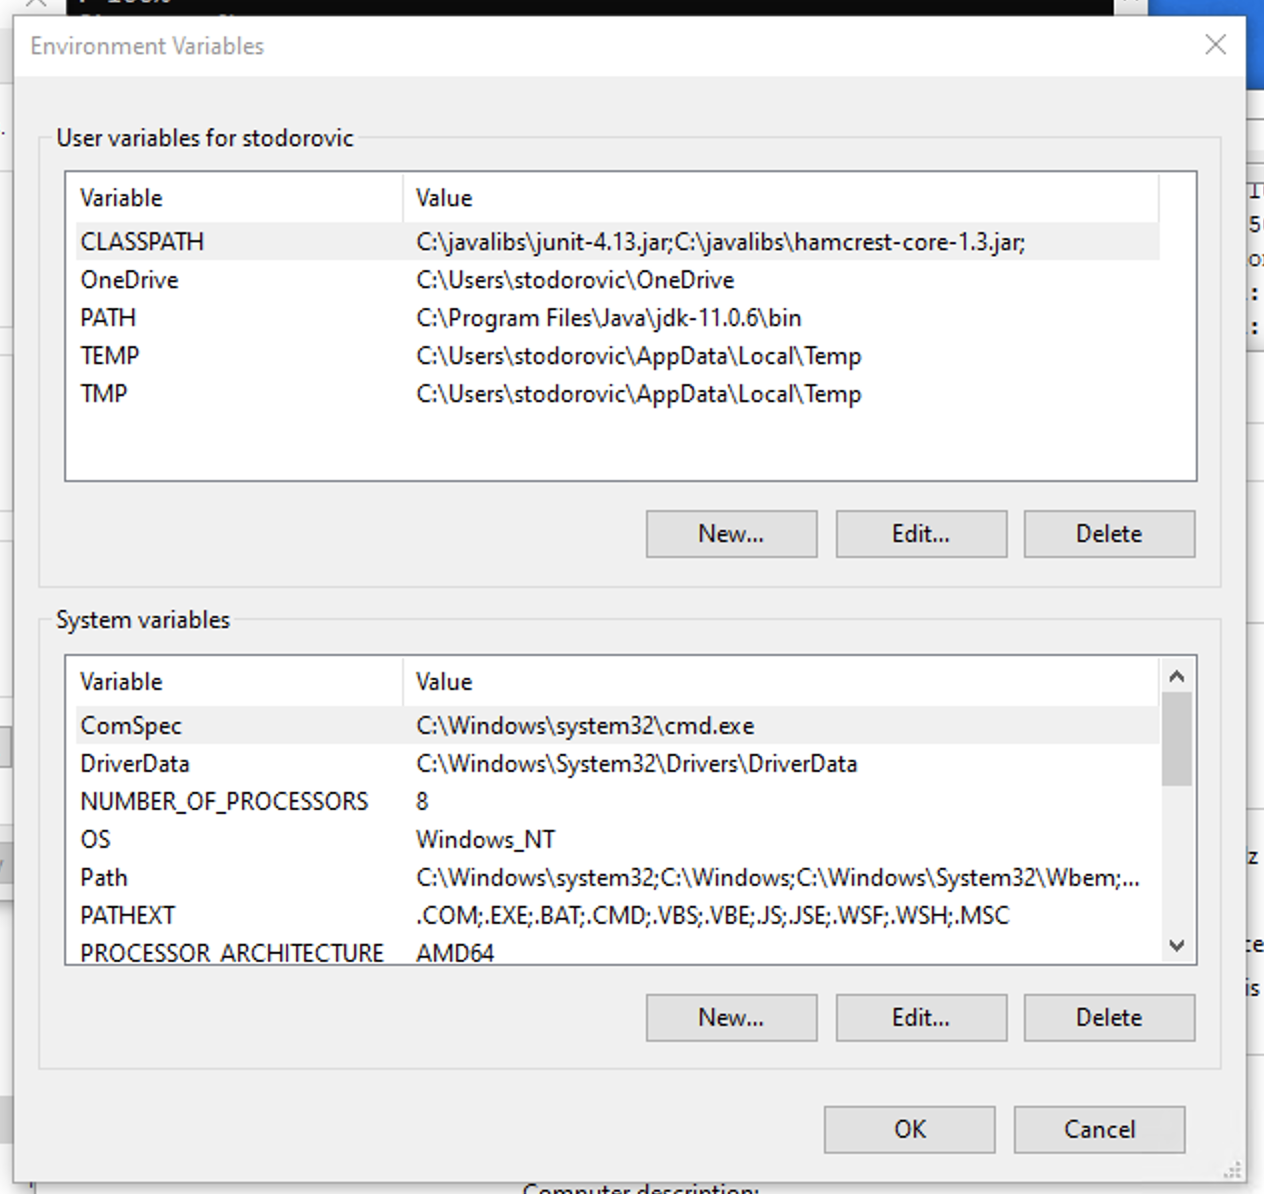 Environment Variables
User variables for stodorovic
Variable Value
CLASSPATH C:\javalibs\junit-4.13.jar;C:\javalibs\hamcrest-core-1.3.jar;
OneDrive C:\Users\stodorovic\OneDrive
PATH C:\Program Files\Java\jdk-11.0.6\bin
TEMP C:\Users\stodorovic\AppData\Local\Temp
TMP C:\Users\stodorovic\AppData\Local\Temp
New... Edit... Delete
System variables
Variable Value
ComSpec C:\Windows\system32\cmd.exe
DriverData C:\Windows\System32\Drivers\DriverData
NUMBER_OF_PROCESSORS 8
OS Windows_NT
Path C:\Windows\system32;C:\Windows;C:\Windows\System32\Wbem;...
PATHEXT .COM;.EXE;.BAT;.CMD;.VBS;.VBE;.JS;.JSE;.WSF;.WSH;.MSC
PROCESSOR_ARCHITECTURE AMD64
New... Edit... Delete
OK Cancel
Computer description: